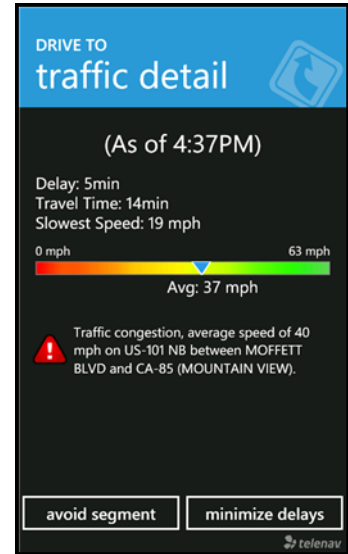 DRIVE TO
traffic detail
(As of 4:37PM)
Delay: 5min
Travel Time: 14min
Slowest Speed: 19 mph
0 mph 63 mph
Avg: 37 mph
Traffic congestion, average speed of 40
mph on US-101 NB between MOFFETT
BLVD and CA-85 (MOUNTAIN VIEW).
avoid segment minimize delays
telenav